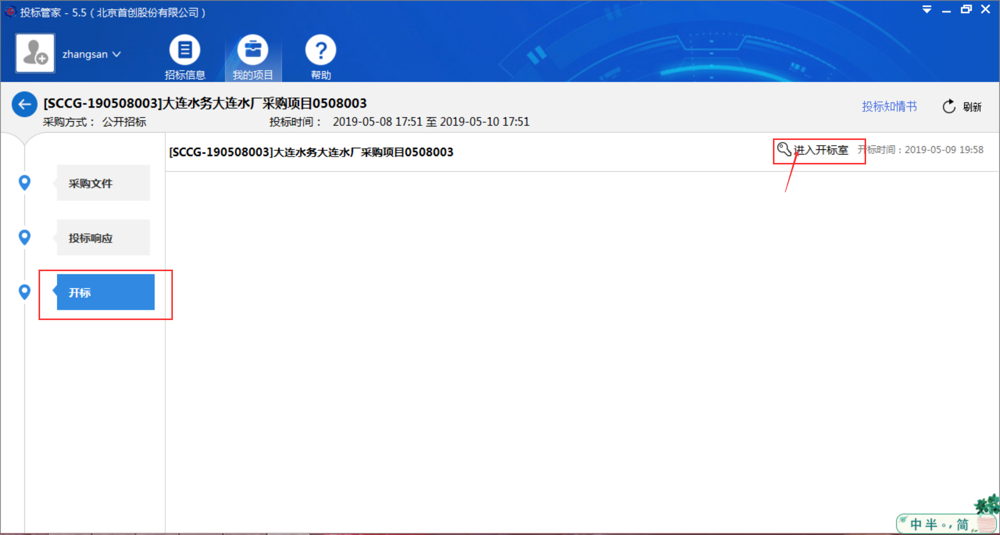 投标管家 - 5.5 ( 北京首创股份有限公司 )
zhangsan
招标信息
我的项目
帮助
[SCCG-190508003]大连水务大连水厂采购项目0508003
投标知情书
刷新
采购方式： 公开招标
投标时间： 2019-05-08 17:51 至 2019-05-10 17:51
[SCCG-190508003]大连水务大连水厂采购项目0508003
进入开标室
开标时间：2019-05-09 19:58
采购文件
投标响应
开标
中 半 。, 简